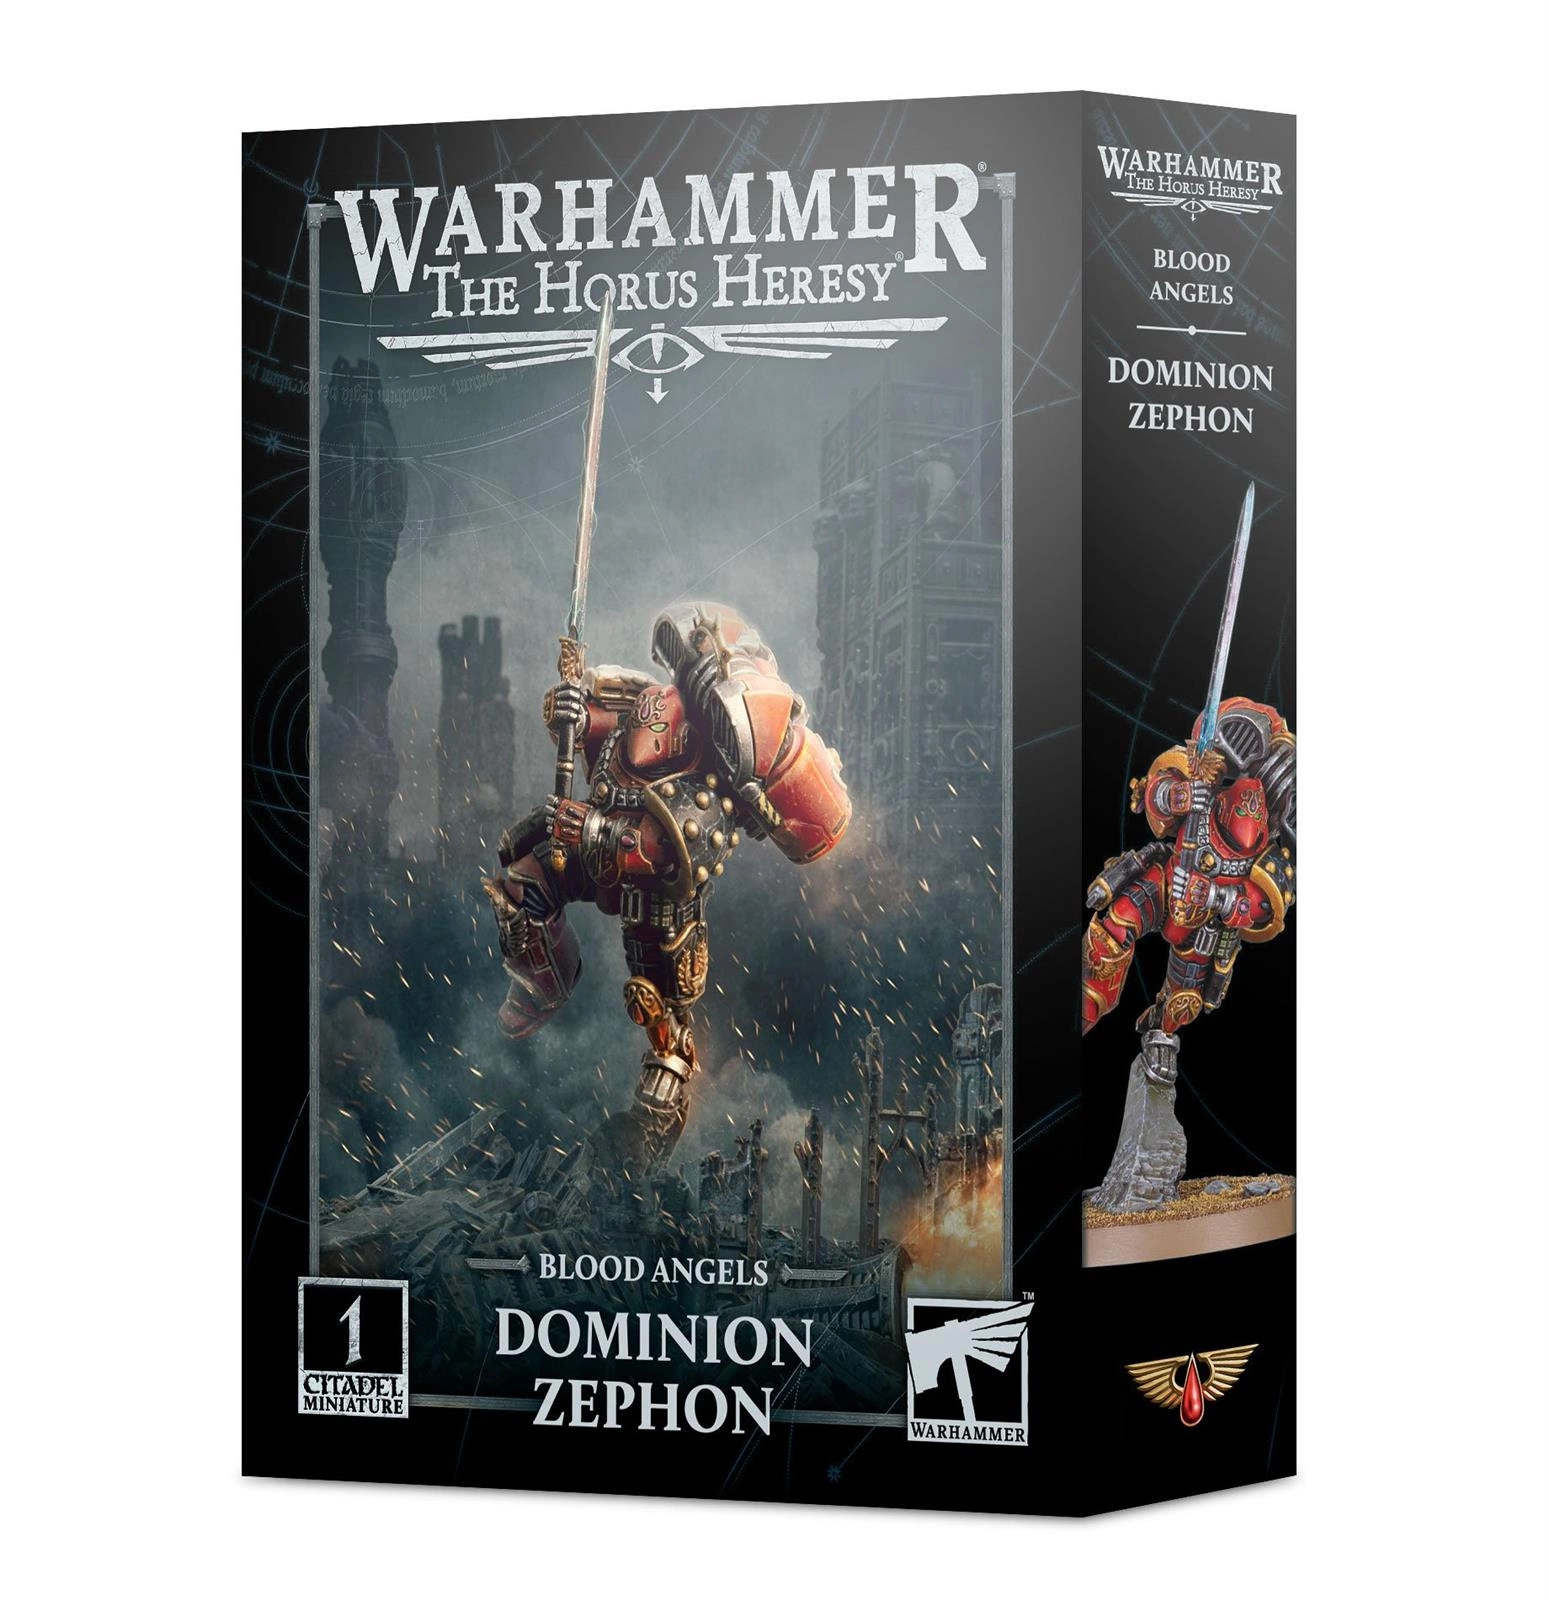 WARHAMMER®
THE HORUS HERESY®
BLOOD ANGELS
DOMINION
ZEPHON
1
CITADEL
MINIATURE
TM
WARHAMMER
WARHAMMER
THE HORUS HERESY
BLOOD
ANGELS
DOMINION
ZEPHON